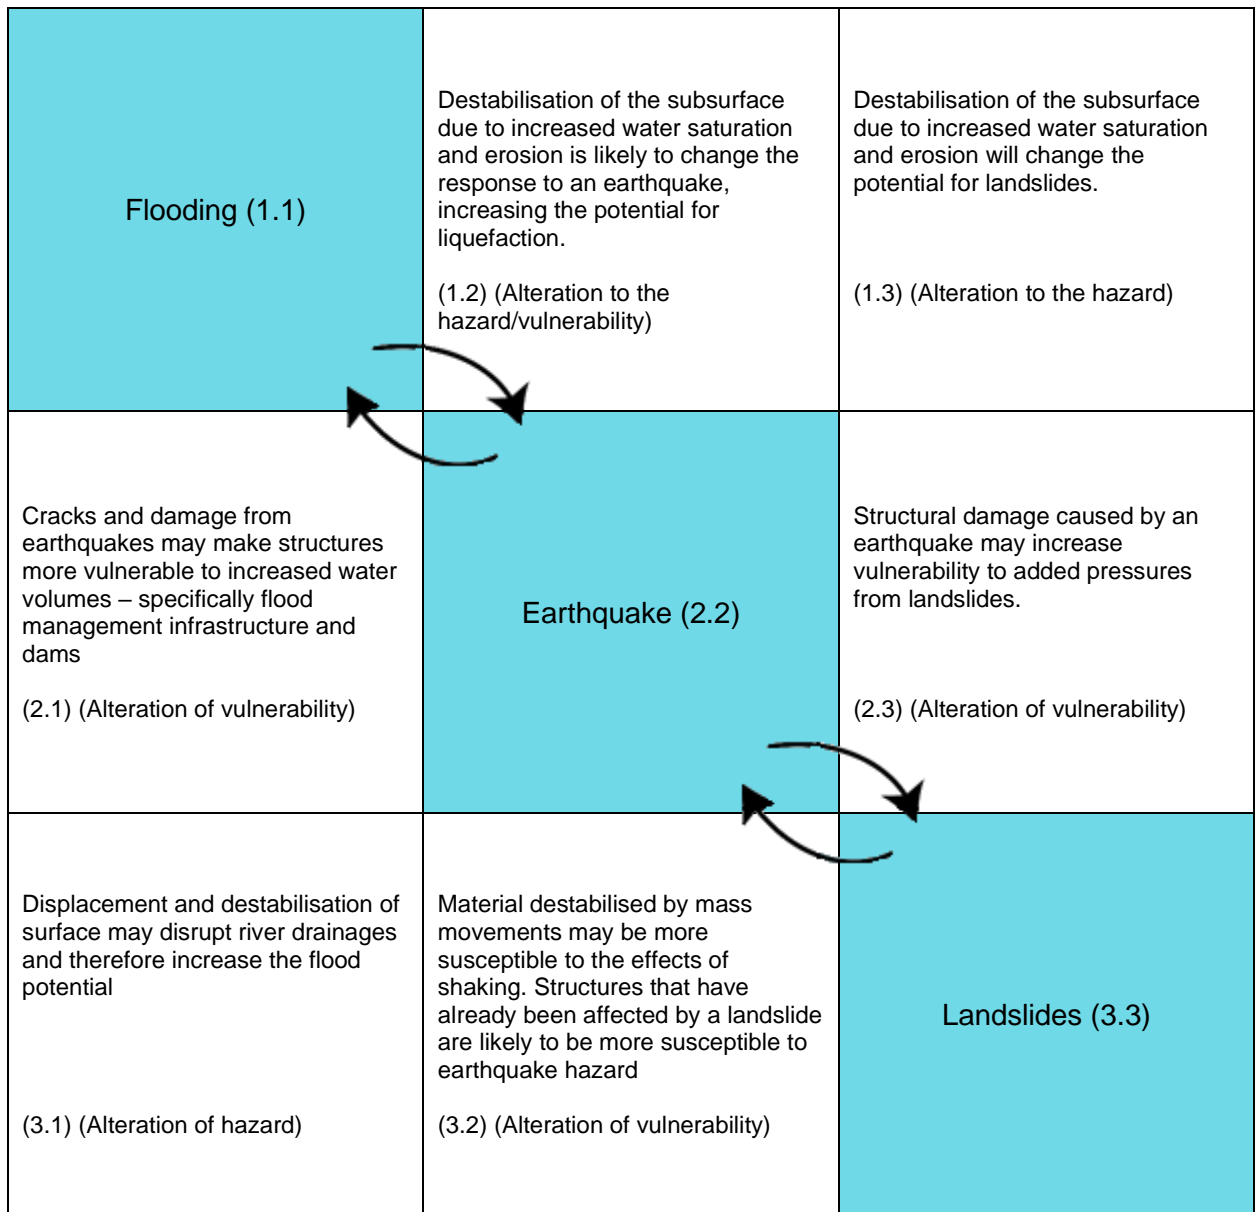 Flooding (1.1)
Destabilisation of the subsurface
due to increased water saturation
and erosion is likely to change the
response to an earthquake,
increasing the potential for
liquefaction.
(1.2) (Alteration to the
hazard/vulnerability)
Destabilisation of the subsurface
due to increased water saturation
and erosion will change the
potential for landslides.
(1.3) (Alteration to the hazard)
Cracks and damage from
earthquakes may make structures
more vulnerable to increased water
volumes – specifically flood
management infrastructure and
dams
(2.1) (Alteration of vulnerability)
Earthquake (2.2)
Structural damage caused by an
earthquake may increase
vulnerability to added pressures
from landslides.
(2.3) (Alteration of vulnerability)
Displacement and destabilisation of
surface may disrupt river drainages
and therefore increase the flood
potential
(3.1) (Alteration of hazard)
Material destabilised by mass
movements may be more
susceptible to the effects of
shaking. Structures that have
already been affected by a landslide
are likely to be more susceptible to
earthquake hazard
(3.2) (Alteration of vulnerability)
Landslides (3.3)